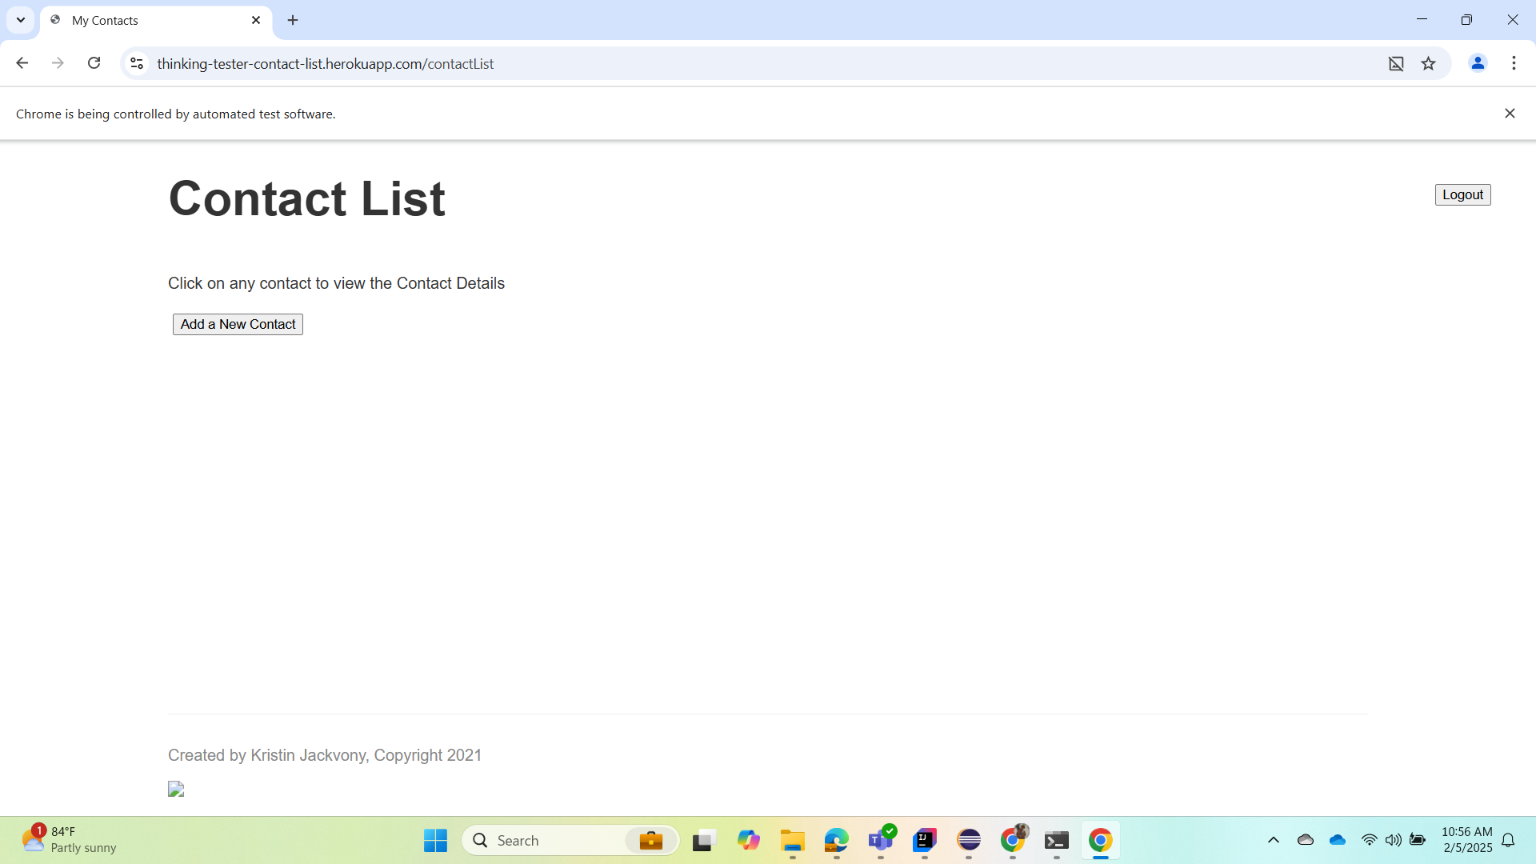 My Contacts
thinking-tester-contact-list.herokuapp.com/contactList
Chrome is being controlled by automated test software.
Contact List
Logout
Click on any contact to view the Contact Details
Add a New Contact
Created by Kristin Jackvony, Copyright 2021
1
84°F
Partly sunny
Search
10:56 AM
2/5/2025